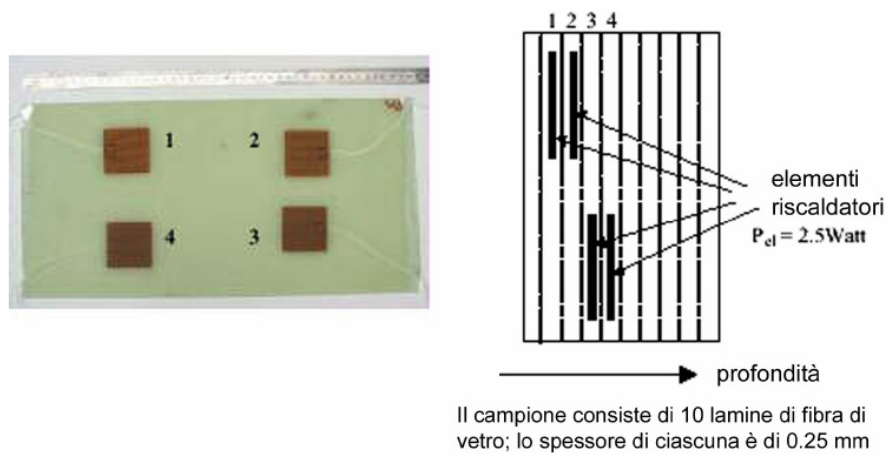 1 2
4 3
1 2 3 4
elementi
riscaldatori
P_el = 2.5Watt
profondità
Il campione consiste di 10 lamine di fibra di
vetro; lo spessore di ciascuna è di 0.25 mm